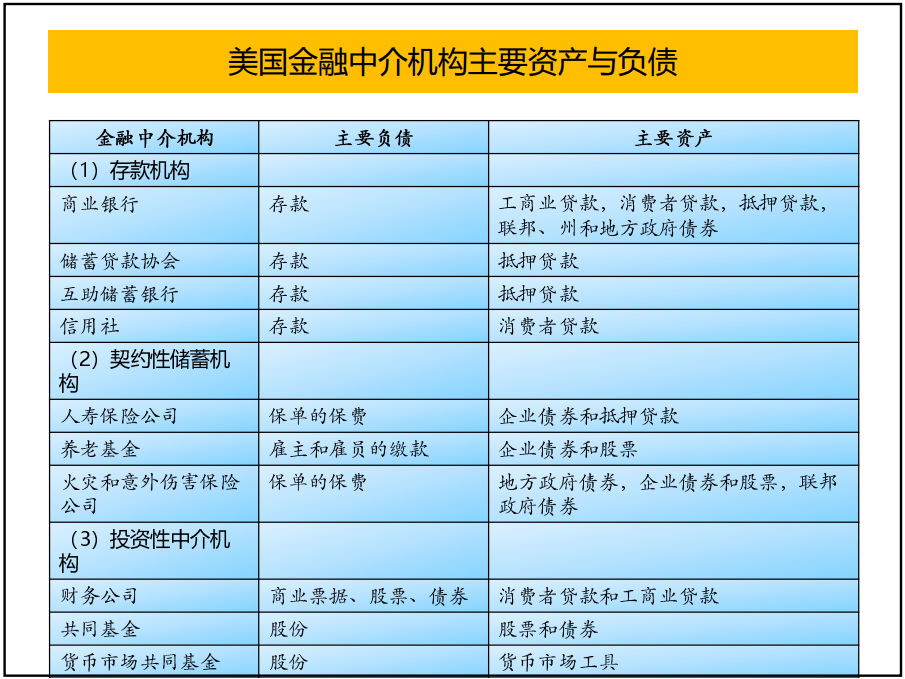 美国金融中介机构主要资产与负债
金融中介机构 主要负债 主要资产
（1）存款机构
商业银行 存款 工商业贷款，消费者贷款，抵押贷款，
联邦、州和地方政府债券
储蓄贷款协会 存款 抵押贷款
互助储蓄银行 存款 抵押贷款
信用社 存款 消费者贷款
（2）契约性储蓄机
构
人寿保险公司 保单的保费 企业债券和抵押贷款
养老基金 雇主和雇员的缴款 企业债券和股票
火灾和意外伤害保险 保单的保费 地方政府债券，企业债券和股票，联邦
公司 政府债券
（3）投资性中介机
构
财务公司 商业票据、股票、债券 消费者贷款和工商业贷款
共同基金 股份 股票和债券
货币市场共同基金 股份 货币市场工具